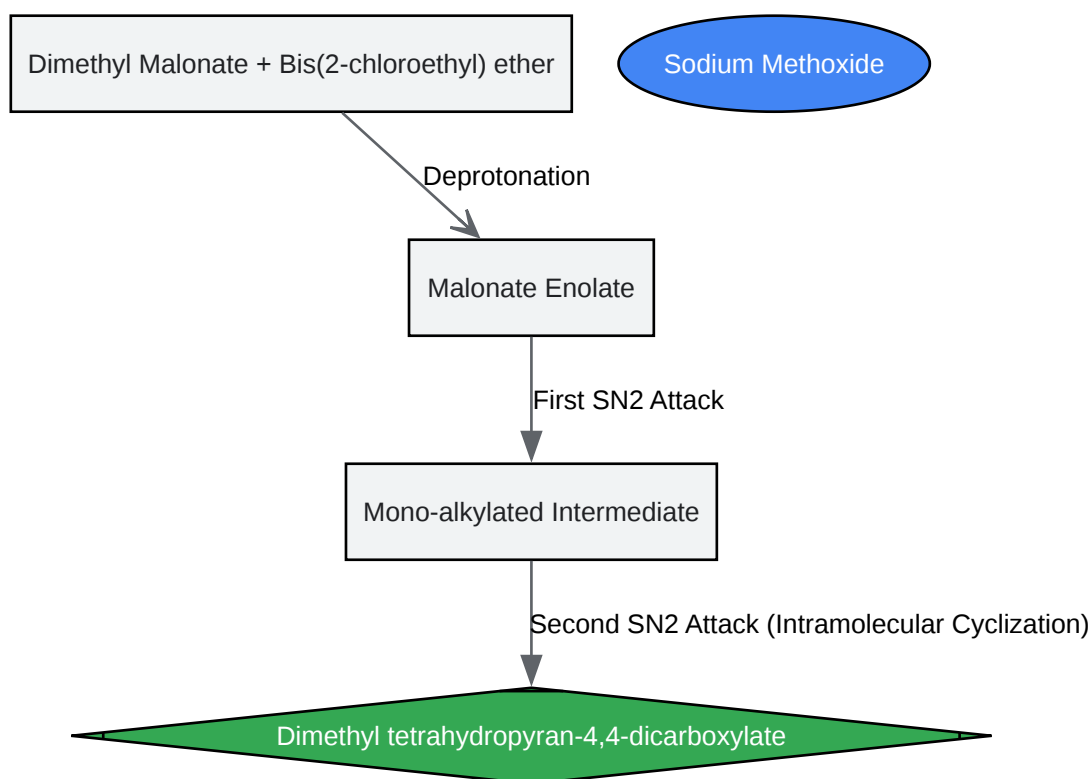 Dimethyl Malonate + Bis(2-chloroethyl) ether
Sodium Methoxide
Deprotonation
Malonate Enolate
First SN2 Attack
Mono-alkylated Intermediate
Second SN2 Attack (Intramolecular Cyclization)
Dimethyl tetrahydropyran-4,4-dicarboxylate